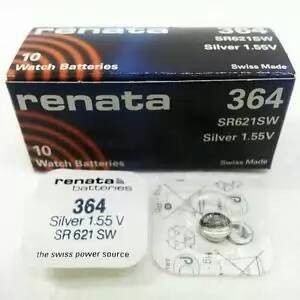 364
SR621SW
Silver 1.55V
10
Watch Batteries
Swiss Made
renata
364
SR621SW
Silver 1.55V
10
Watch Batteries
Swiss Made
renata
batteries
364
Silver 1.55 V
SR 621 SW
the swiss power source
Hg